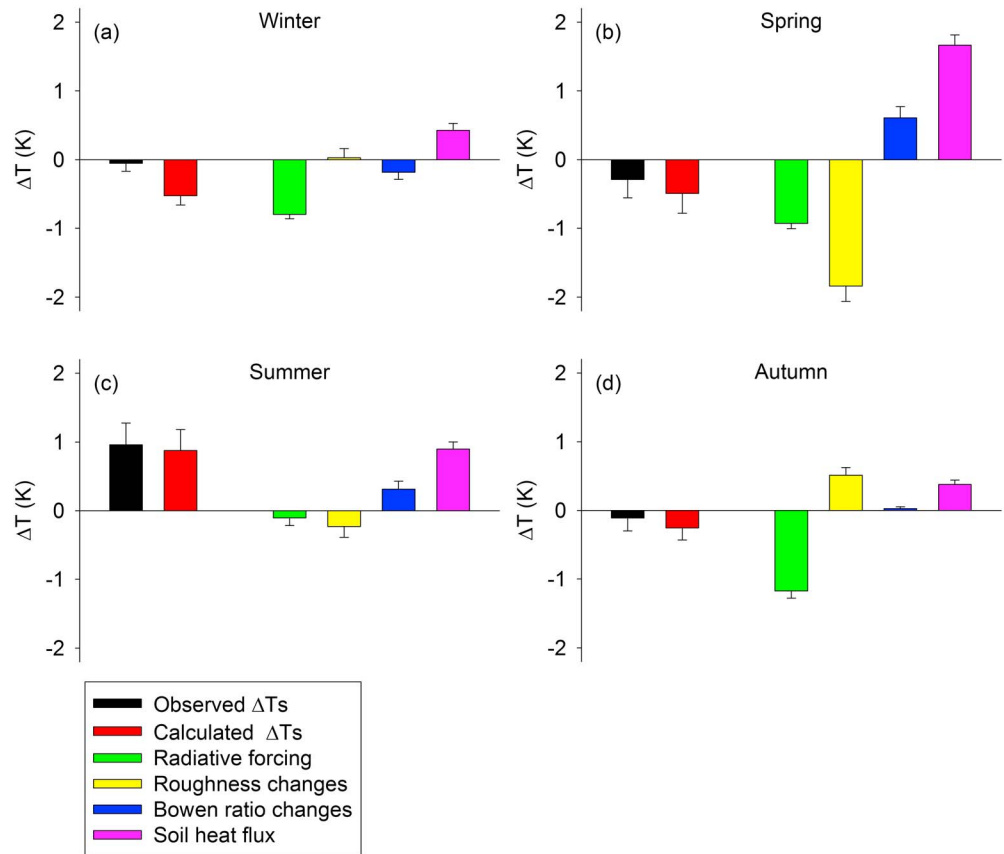 (a) Winter
2
1
0
-1
-2
ΔT (K)
(b) Spring
2
1
0
-1
-2
ΔT (K)
(c) Summer
2
1
0
-1
-2
ΔT (K)
(d) Autumn
2
1
0
-1
-2
ΔT (K)
Observed ΔTs
Calculated ΔTs
Radiative forcing
Roughness changes
Bowen ratio changes
Soil heat flux